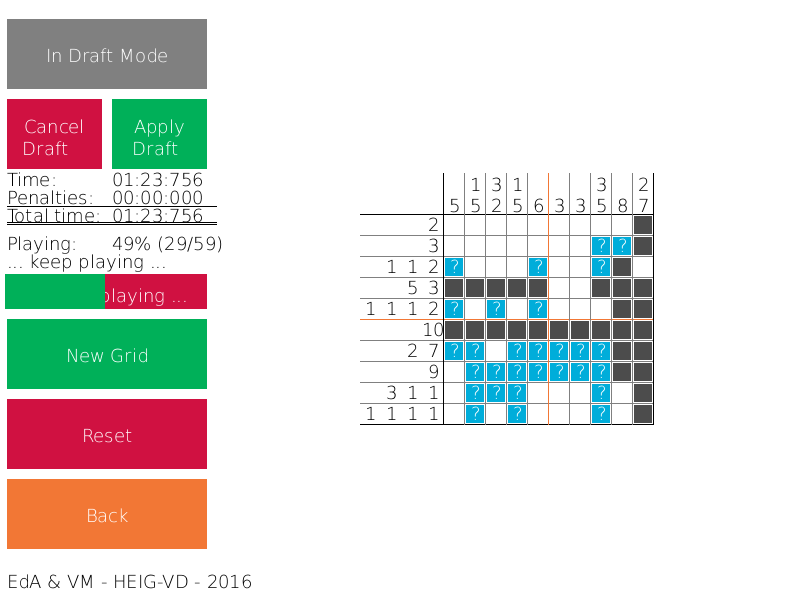 In Draft Mode
Cancel
Draft
Apply
Draft
Time: 01:23:756
Penalties: 00:00:000
Total time: 01:23:756
Playing: 49% (29/59)
... keep playing ...
playing ...
New Grid
Reset
Back
EdA & VM - HEIG-VD - 2016
1 3 1 3 2
5 5 2 5 6 3 3 5 8 7
2
3 ? ?
1 1 2 ? ? ?
5 3
1 1 1 2 ? ? ?
10
2 7 ? ? ? ? ? ? ?
9 ? ? ? ? ? ? ?
3 1 1 ? ? ? ?
1 1 1 1 ? ? ?